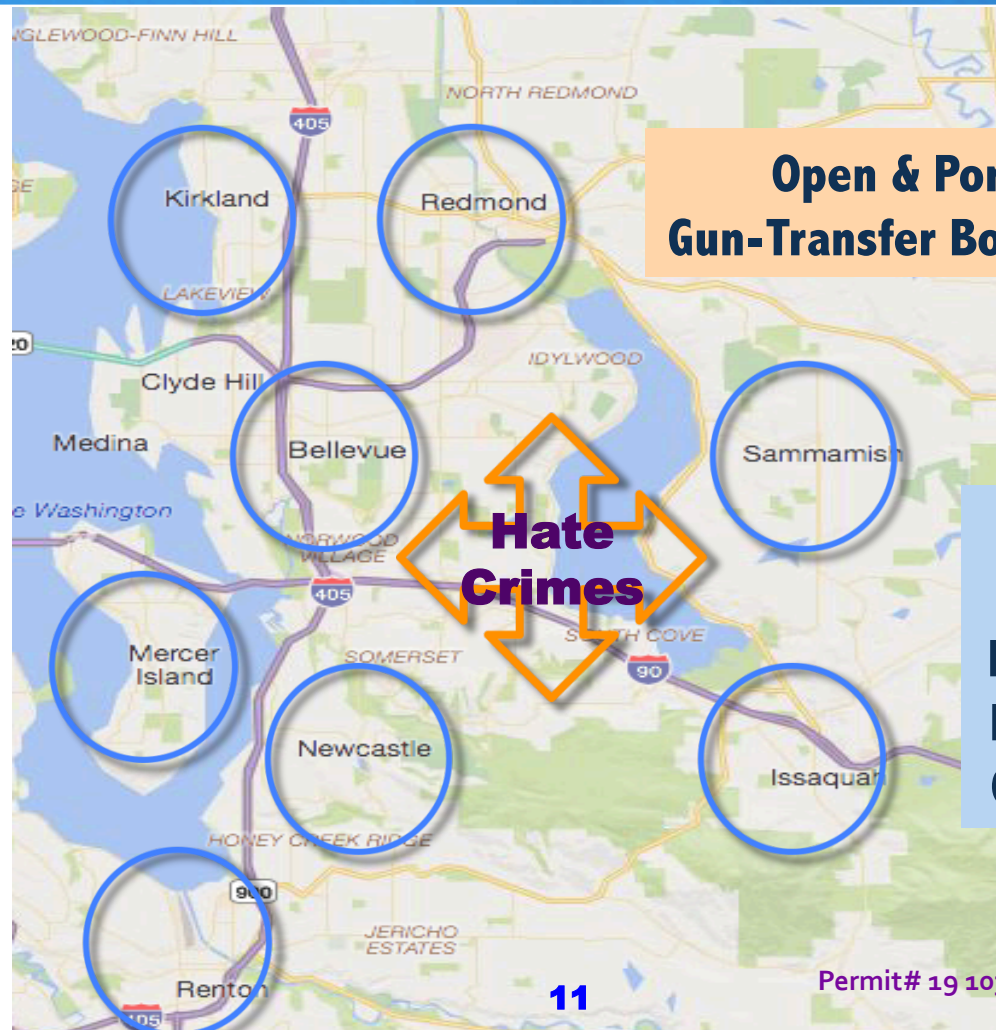 NGLEWOOD-FINN HILL
405
NORTH REDMOND
Open & Por
Gun-Transfer Bo
Kirkland
Redmond
LAKEVIEW
20
IDYLWOOD
Clyde Hill
Medina
Bellevue
Sammamish
e Washington
NORWOOD
VILLAGE
Hate
Crimes
405
SOUTH COVE
90
Mercer
Island
SOMERSET
Newcastle
Issaquah
HONEY CREEK RIDGE
900
JERICHO
ESTATES
Renton
405
11
Permit# 19 10